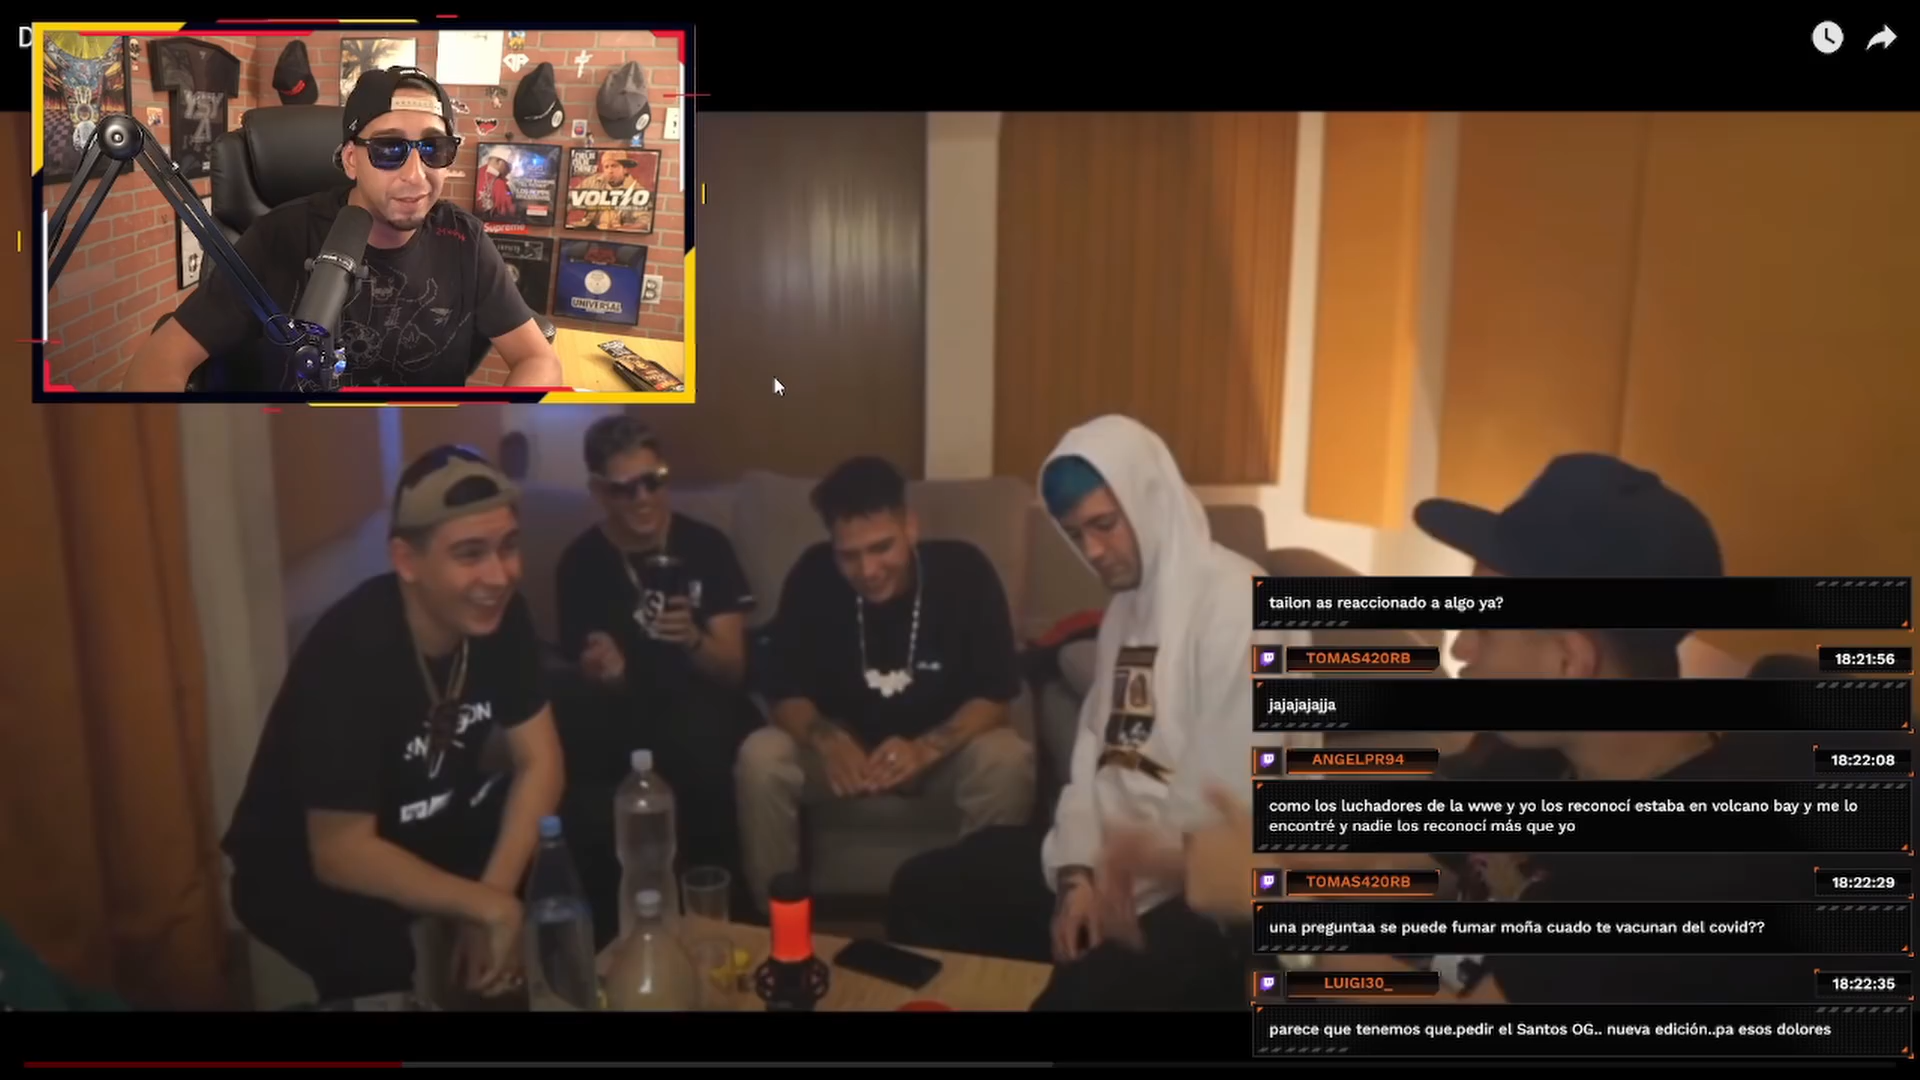 D
YSY
A
VOLTIO
Supreme
UNIVERSAL
tailon as reaccionado a algo ya?
TOMAS420RB
18:21:56
jajajajajja
ANGELPR94
18:22:08
como los luchadores de la wwe y yo los reconocí estaba en volcano bay y me lo
encontré y nadie los reconocí más que yo
TOMAS420RB
18:22:29
una preguntaa se puede fumar moña cuado te vacunan del covid??
LUIGI30_
18:22:35
parece que tenemos que.pedir el Santos OG.. nueva edición..pa esos dolores